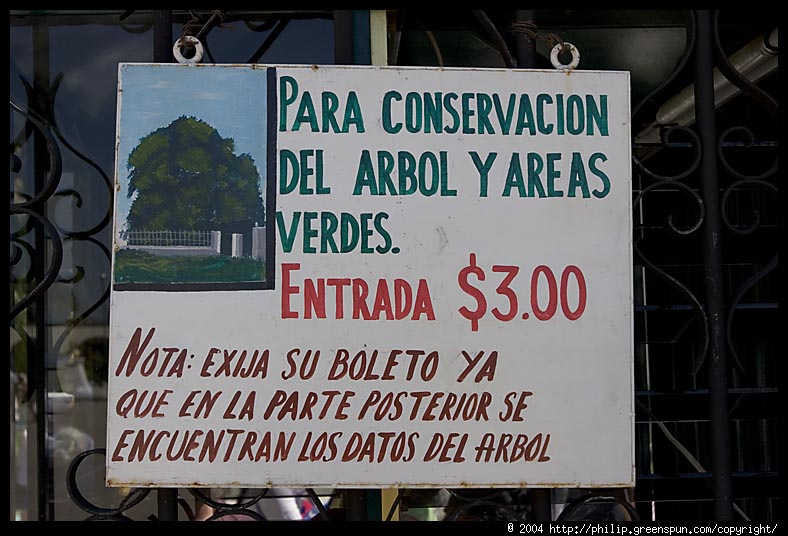 PARA CONSERVACION
DEL ARBOL Y AREAS
VERDES.
ENTRADA $3.00
NOTA: EXIJA SU BOLETO YA
QUE EN LA PARTE POSTERIOR SE
ENCUENTRAN LOS DATOS DEL ARBOL
© 2004 http://philip.greenspun.com/copyright/